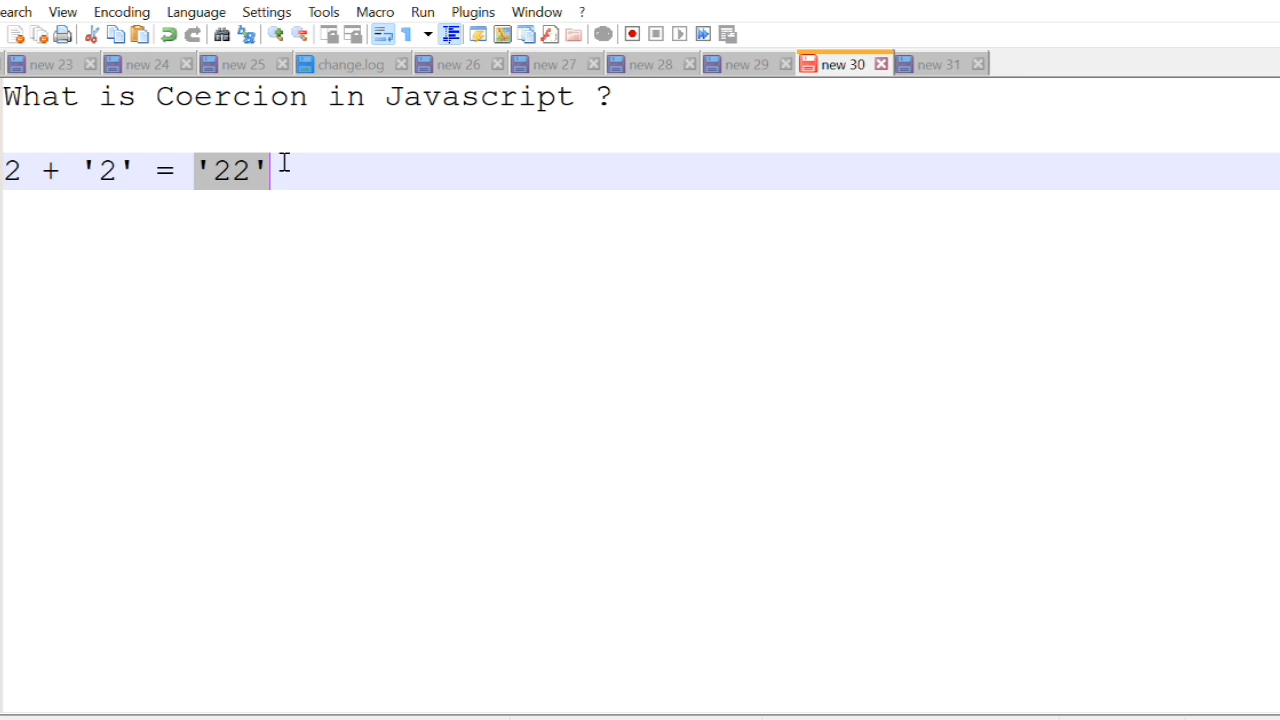 earch View Encoding Language Settings Tools Macro Run Plugins Window ?
new 23 new 24 new 25 change.log new 26 new 27 new 28 new 29 new 30 new 31
What is Coercion in Javascript ?
2 + '2' = '22'